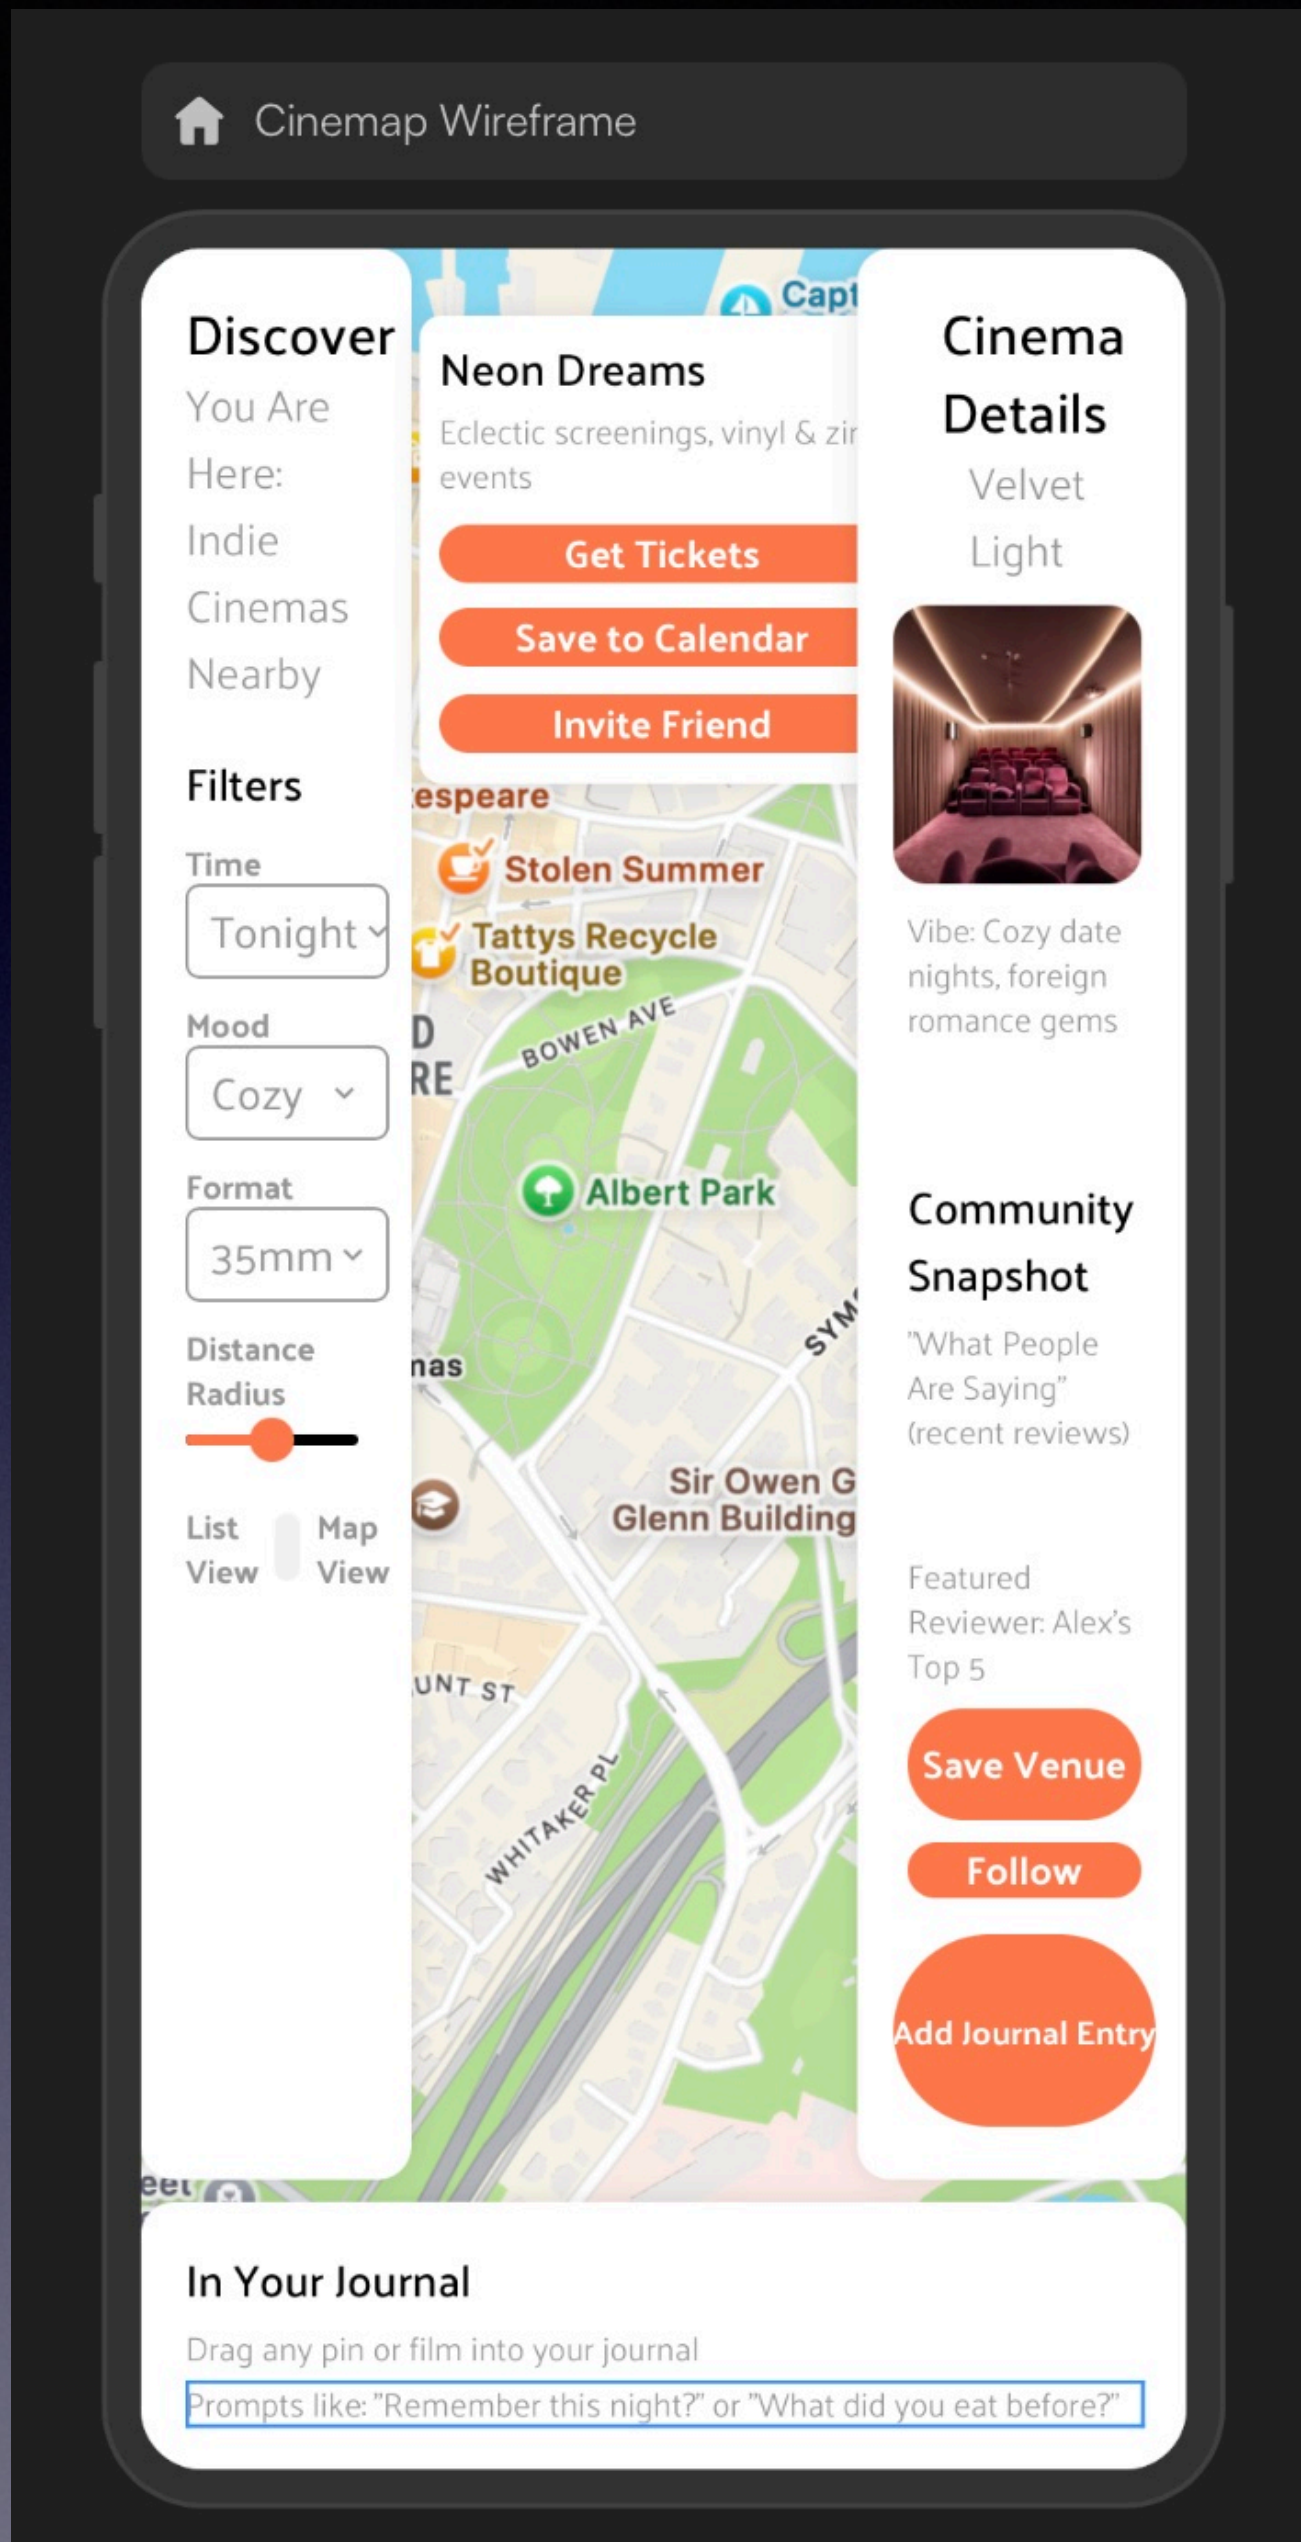 Cinemap Wireframe
Discover
You Are
Here:
Indie
Cinemas
Nearby
Filters
Time
Tonight
Mood
Cozy
Format
35mm
Distance
Radius
List
View
Map
View
Capt
Neon Dreams
Eclectic screenings, vinyl & zin
events
Get Tickets
Save to Calendar
Invite Friend
espeare
Stolen Summer
Tattys Recycle
Boutique
D
RE
BOWEN AVE
Albert Park
SYM
mas
Sir Owen G
Glenn Building
UNT ST
WHITAKER PL
eet
Cinema
Details
Velvet
Light
Vibe: Cozy date
nights, foreign
romance gems
Community
Snapshot
"What People
Are Saying"
(recent reviews)
Featured
Reviewer: Alex's
Top 5
Save Venue
Follow
Add Journal Entry
In Your Journal
Drag any pin or film into your journal
Prompts like: "Remember this night?" or "What did you eat before?"